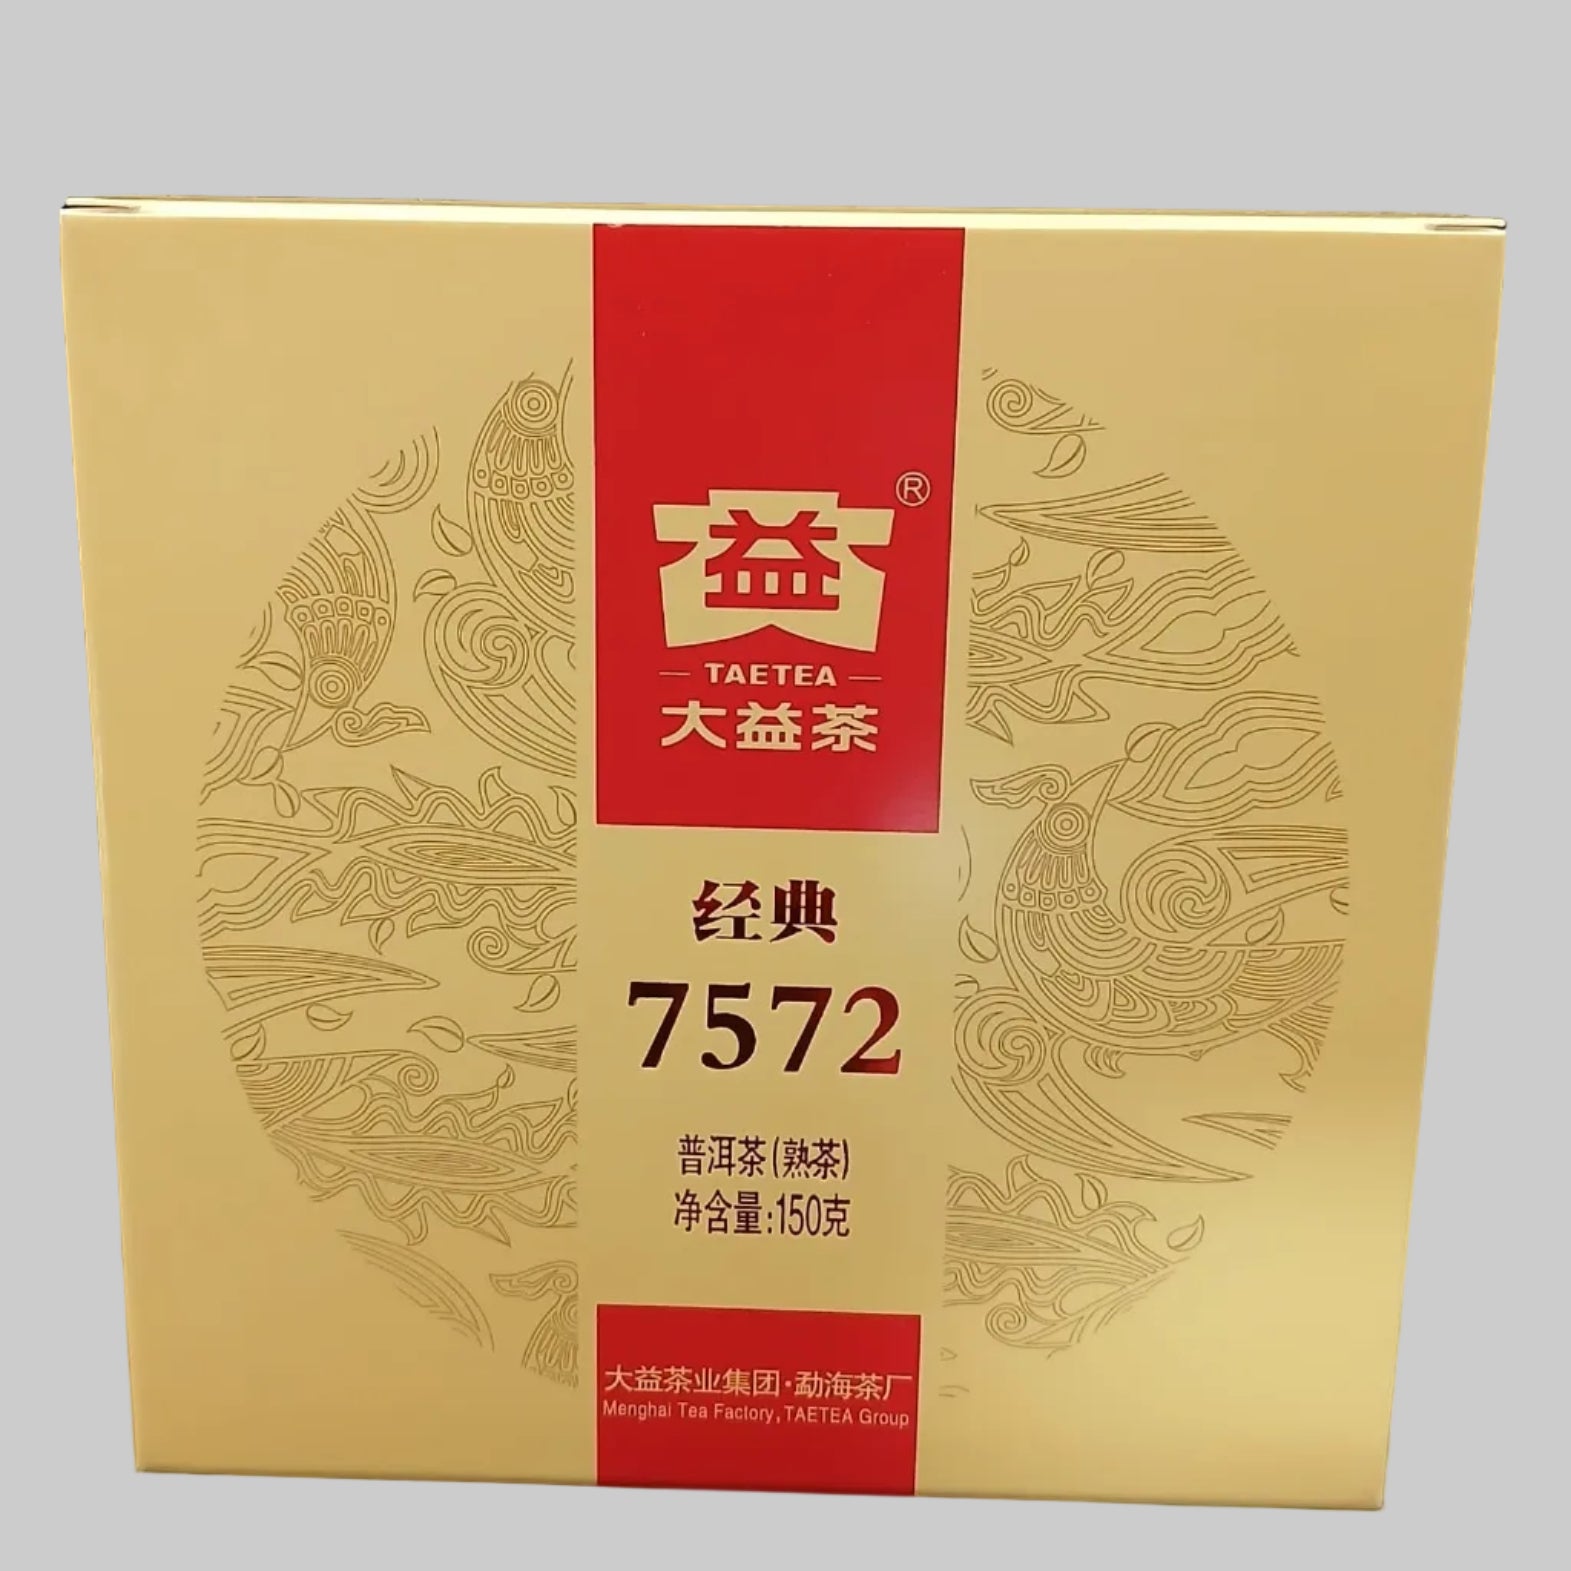 益®
TAETEA
大益茶
经典
7572
普洱茶(熟茶)
净含量:150克
大益茶业集团·勐海茶厂
Menghai Tea Factory, TAETEA Group